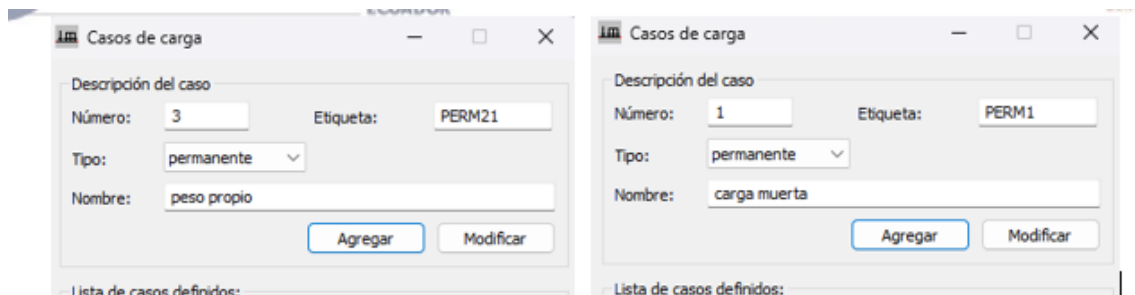 ECUADOR
Casos de carga
Descripción del caso
Número: 3 Etiqueta: PERM21
Tipo: permanente
Nombre: peso propio
Agregar Modificar
Lista de casos definidos:
Casos de carga
Descripción del caso
Número: 1 Etiqueta: PERM1
Tipo: permanente
Nombre: carga muerta
Agregar Modificar
Lista de casos definidos: